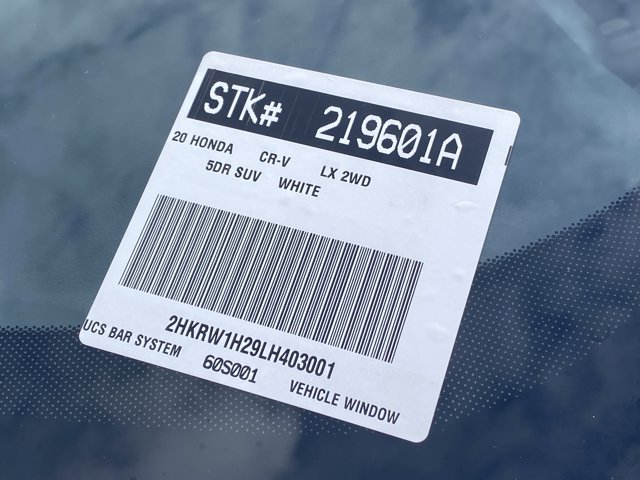 STK# 219601A
20 HONDA CR-V LX 2WD
5DR SUV WHITE
2HKRW1H29LH403001
UCS BAR SYSTEM 60S001 VEHICLE WINDOW